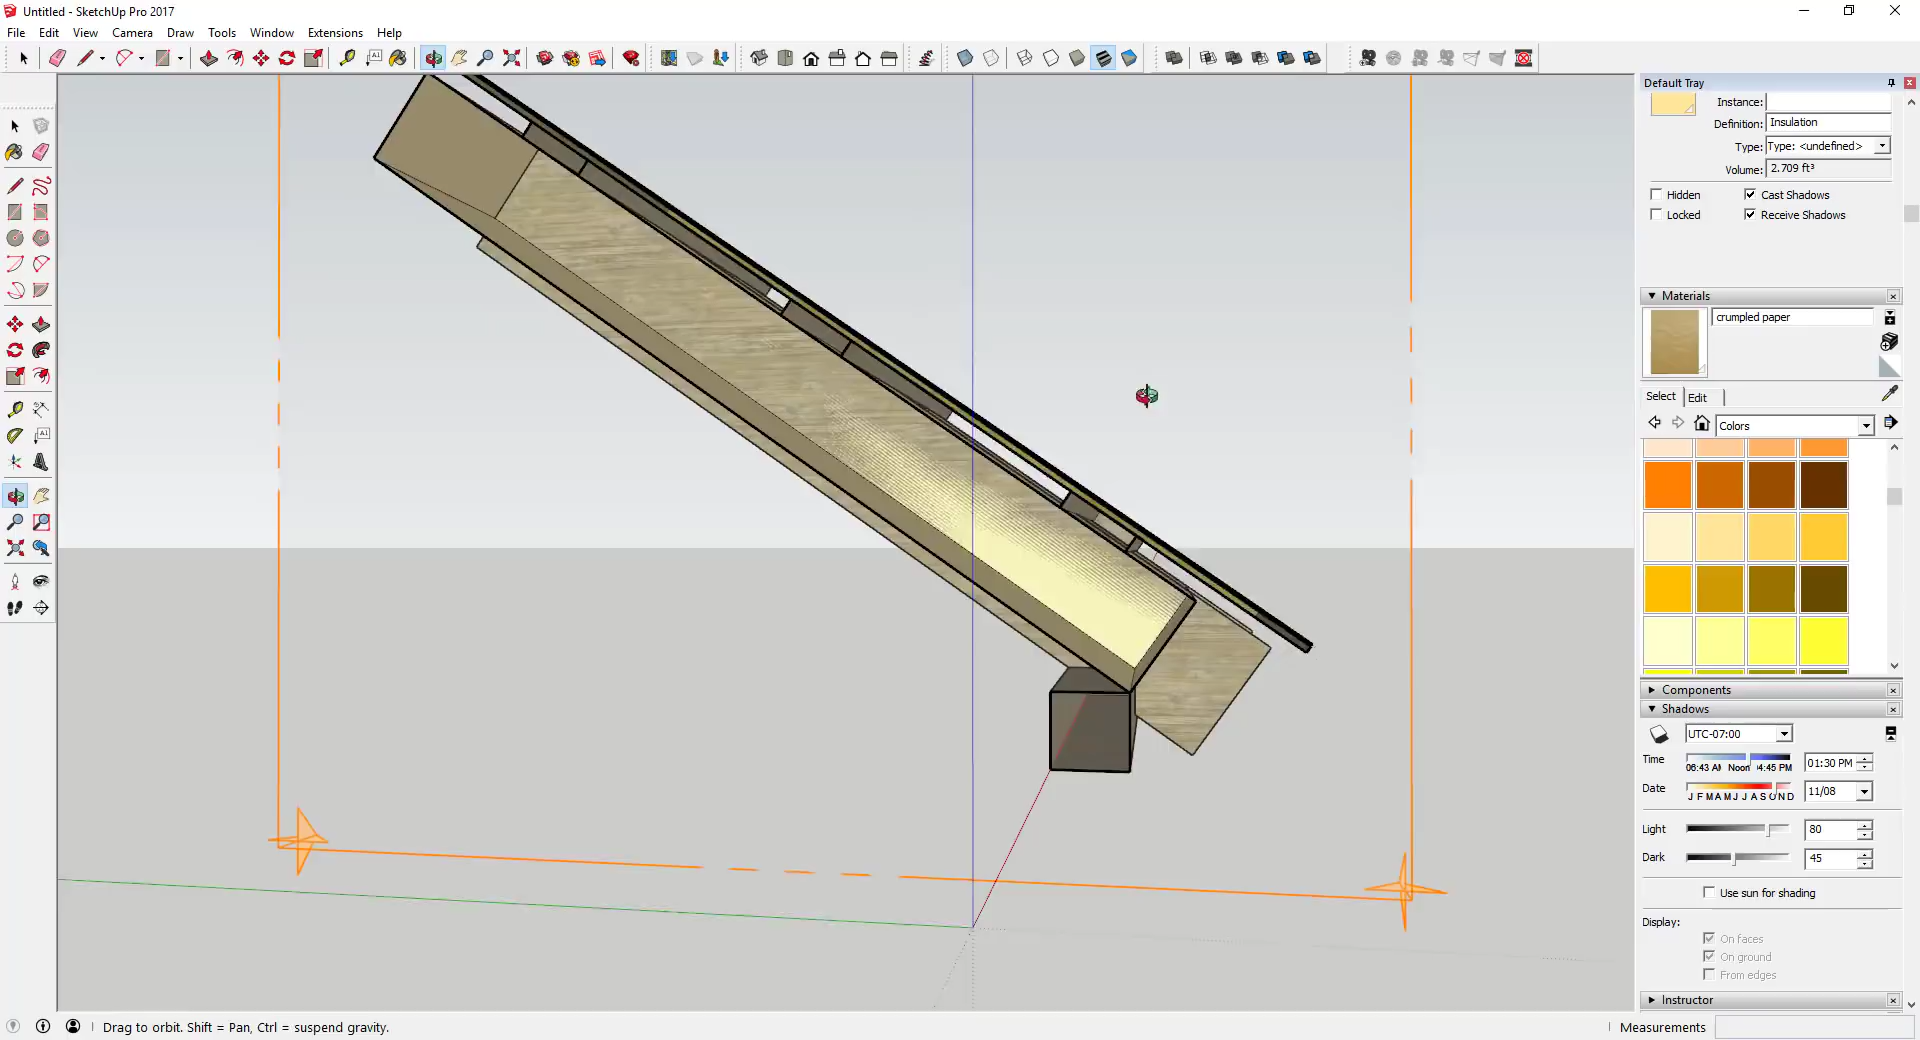 Untitled - SketchUp Pro 2017
File Edit View Camera Draw Tools Window Extensions Help
Default Tray
Instance:
Definition: Insulation
Type: Type: <undefined>
Volume: 2.709 ft³
Hidden Cast Shadows
Locked Receive Shadows
Materials
crumpled paper
Select Edit
Colors
Components
Shadows
UTC-07:00
Time 06:43 AM Noon 4:45 PM 01:30 PM
Date J F M A M J J A S O N D 11/08
Light 80
Dark 45
Use sun for shading
Display:
On faces
On ground
From edges
Instructor
Drag to orbit. Shift = Pan, Ctrl = suspend gravity.
Measurements